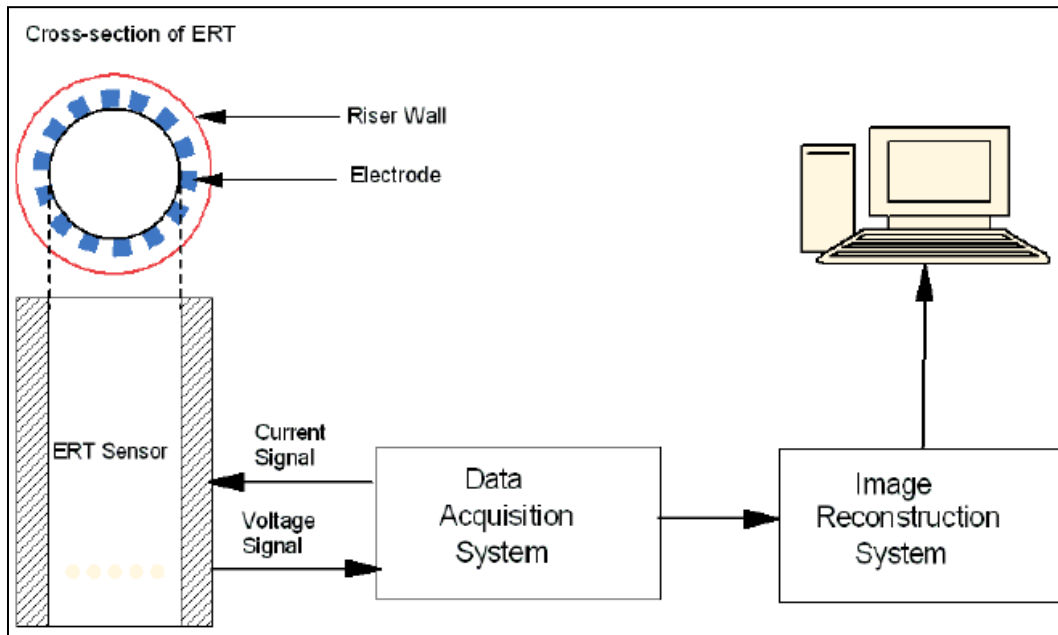 Cross-section of ERT
Riser Wall
Electrode
ERT Sensor
Current
Signal
Voltage
Signal
Data
Acquisition
System
Image
Reconstruction
System